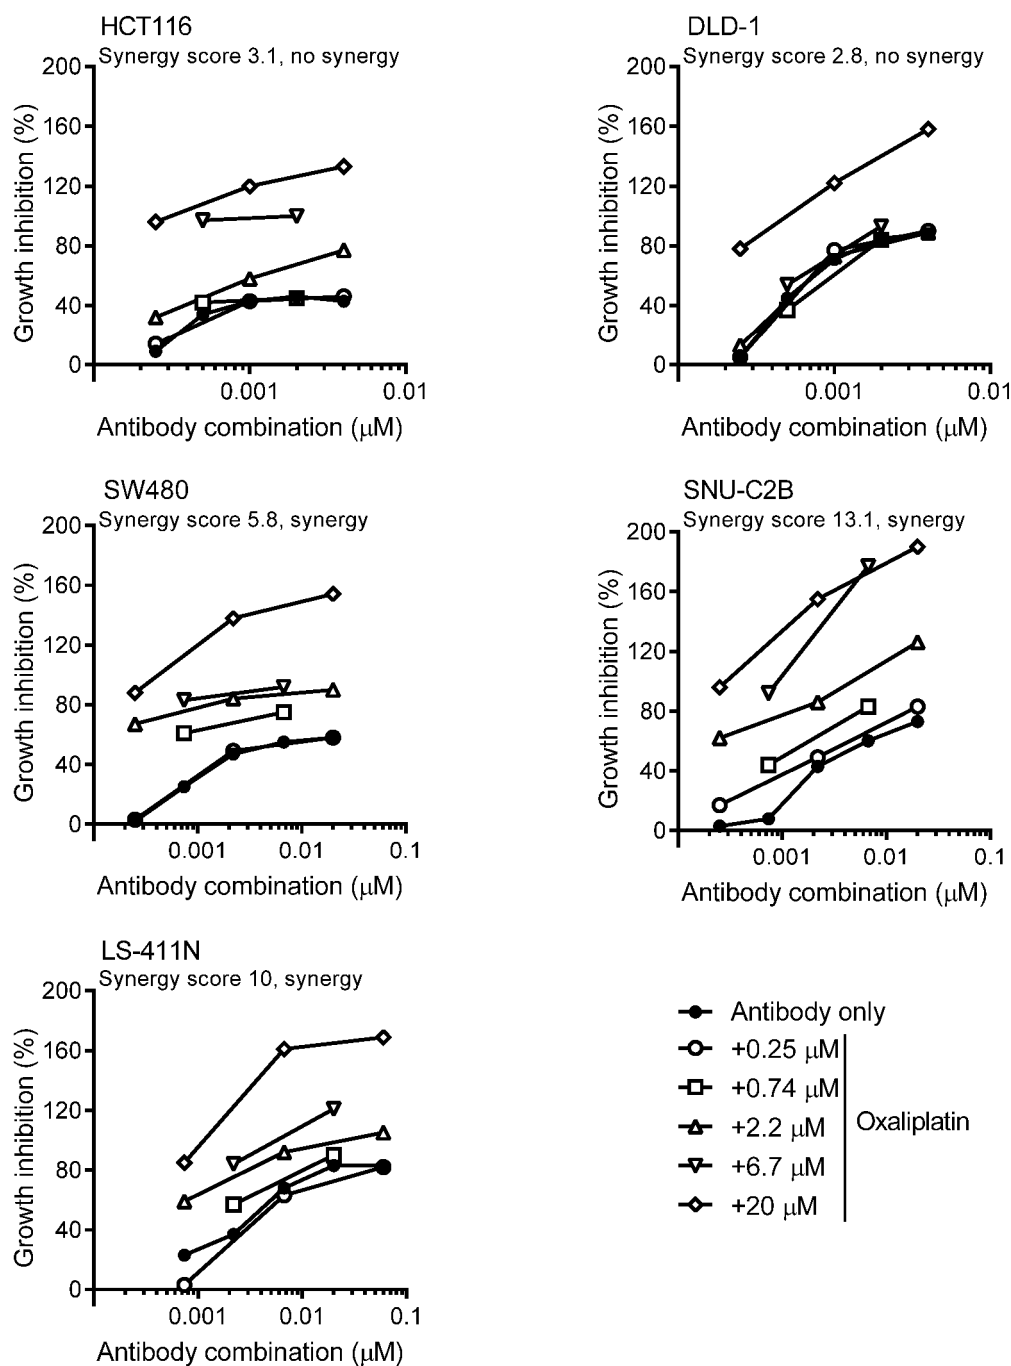 HCT116
Synergy score 3.1, no synergy
200
160
120
80
40
0
Growth inhibition (%)
0.001
0.01
Antibody combination (μM)
DLD-1
Synergy score 2.8, no synergy
200
160
120
80
40
0
Growth inhibition (%)
0.001
0.01
Antibody combination (μM)
SW480
Synergy score 5.8, synergy
200
160
120
80
40
0
Growth inhibition (%)
0.001
0.01
0.1
Antibody combination (μM)
SNU-C2B
Synergy score 13.1, synergy
200
160
120
80
40
0
Growth inhibition (%)
0.001
0.01
0.1
Antibody combination (μM)
LS-411N
Synergy score 10, synergy
200
160
120
80
40
0
Growth inhibition (%)
0.001
0.01
0.1
Antibody combination (μM)
Antibody only
+0.25 μM
+0.74 μM
+2.2 μM
+6.7 μM
+20 μM
Oxaliplatin